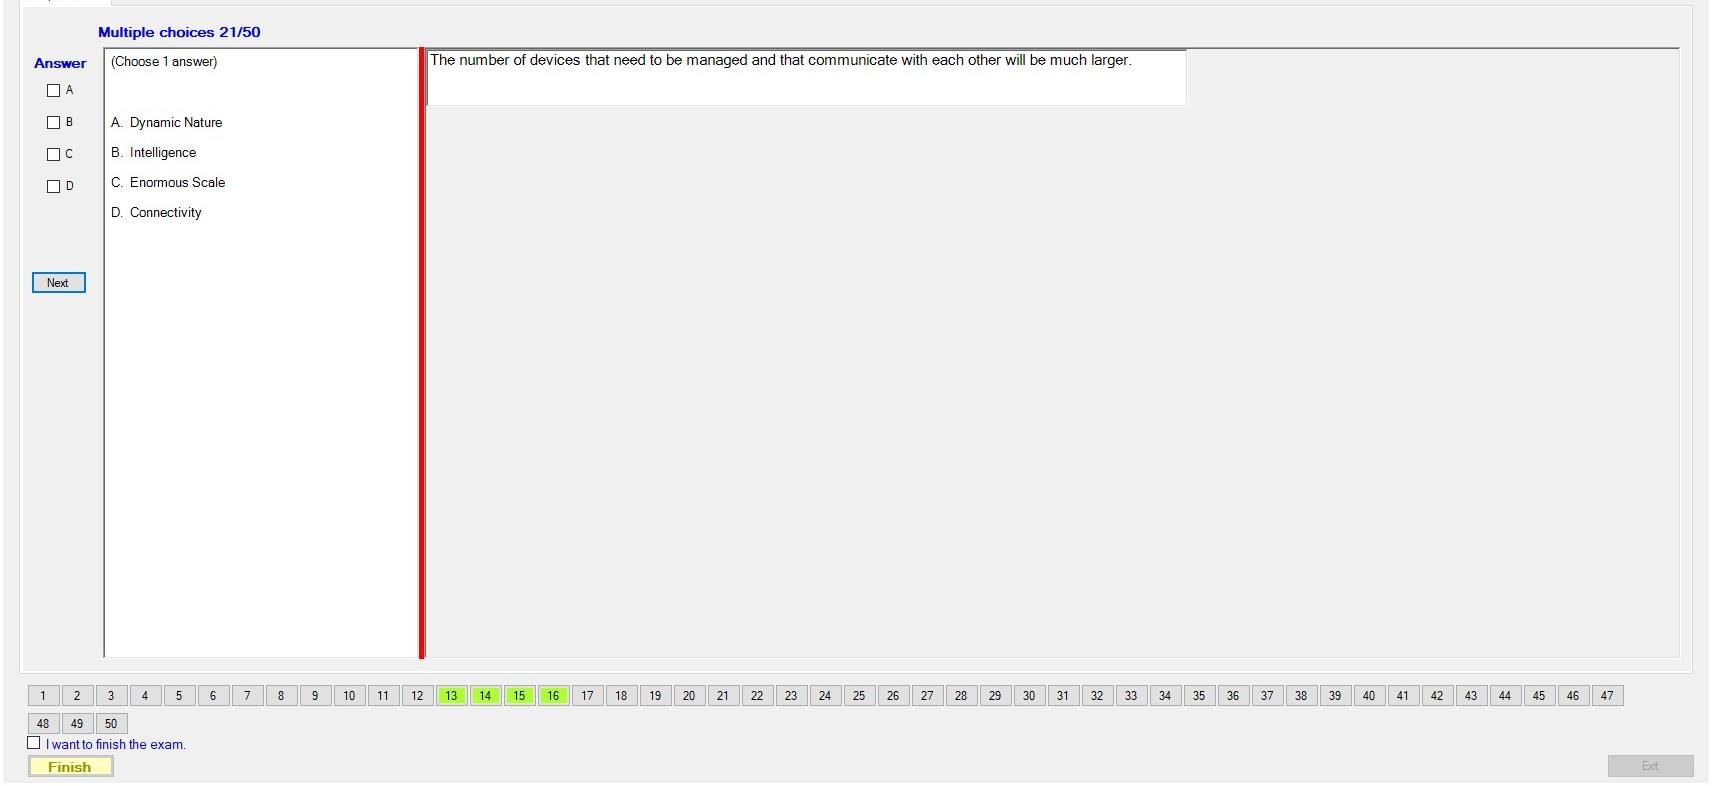 Multiple choices 21/50
Answer
A
B
C
D
Next
(Choose 1 answer)
A. Dynamic Nature
B. Intelligence
C. Enormous Scale
D. Connectivity
The number of devices that need to be managed and that communicate with each other will be much larger.
1 2 3 4 5 6 7 8 9 10 11 12 13 14 15 16 17 18 19 20 21 22 23 24 25 26 27 28 29 30 31 32 33 34 35 36 37 38 39 40 41 42 43 44 45 46 47
48 49 50
I want to finish the exam.
Finish
Exit